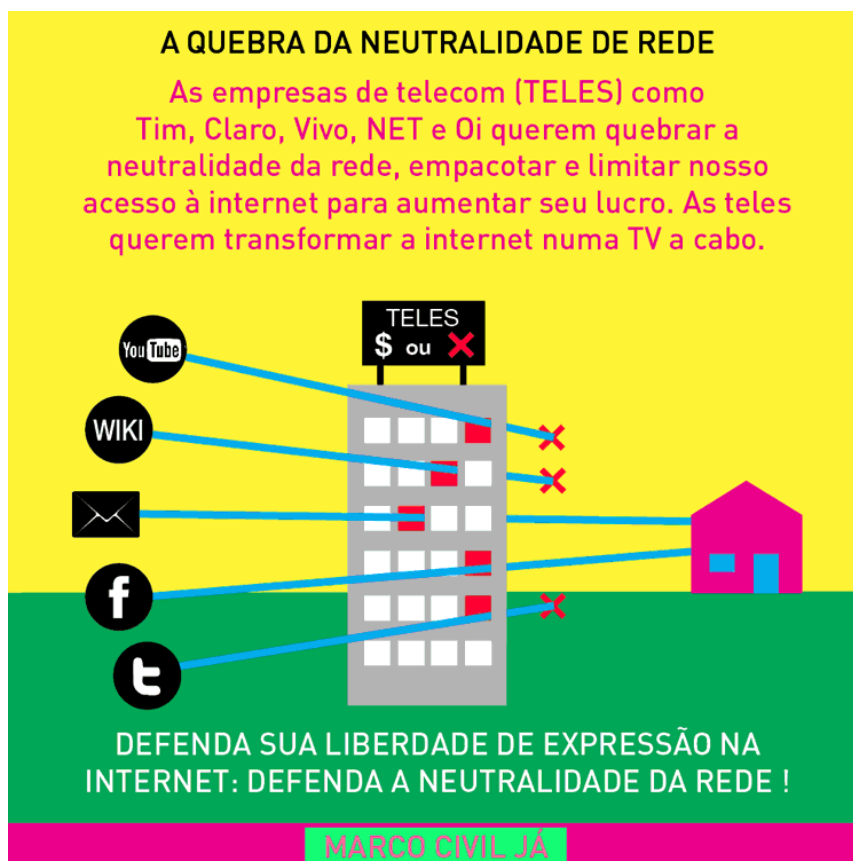 A QUEBRA DA NEUTRALIDADE DE REDE
As empresas de telecom (TELES) como
Tim, Claro, Vivo, NET e Oi querem quebrar a
neutralidade da rede, empacotar e limitar nosso
acesso à internet para aumentar seu lucro. As teles
querem transformar a internet numa TV a cabo.
TELES
$ ou X
YouTube
WIKI
f
t
DEFENDA SUA LIBERDADE DE EXPRESSÃO NA
INTERNET: DEFENDA A NEUTRALIDADE DA REDE !
MARCO CIVIL JÁ